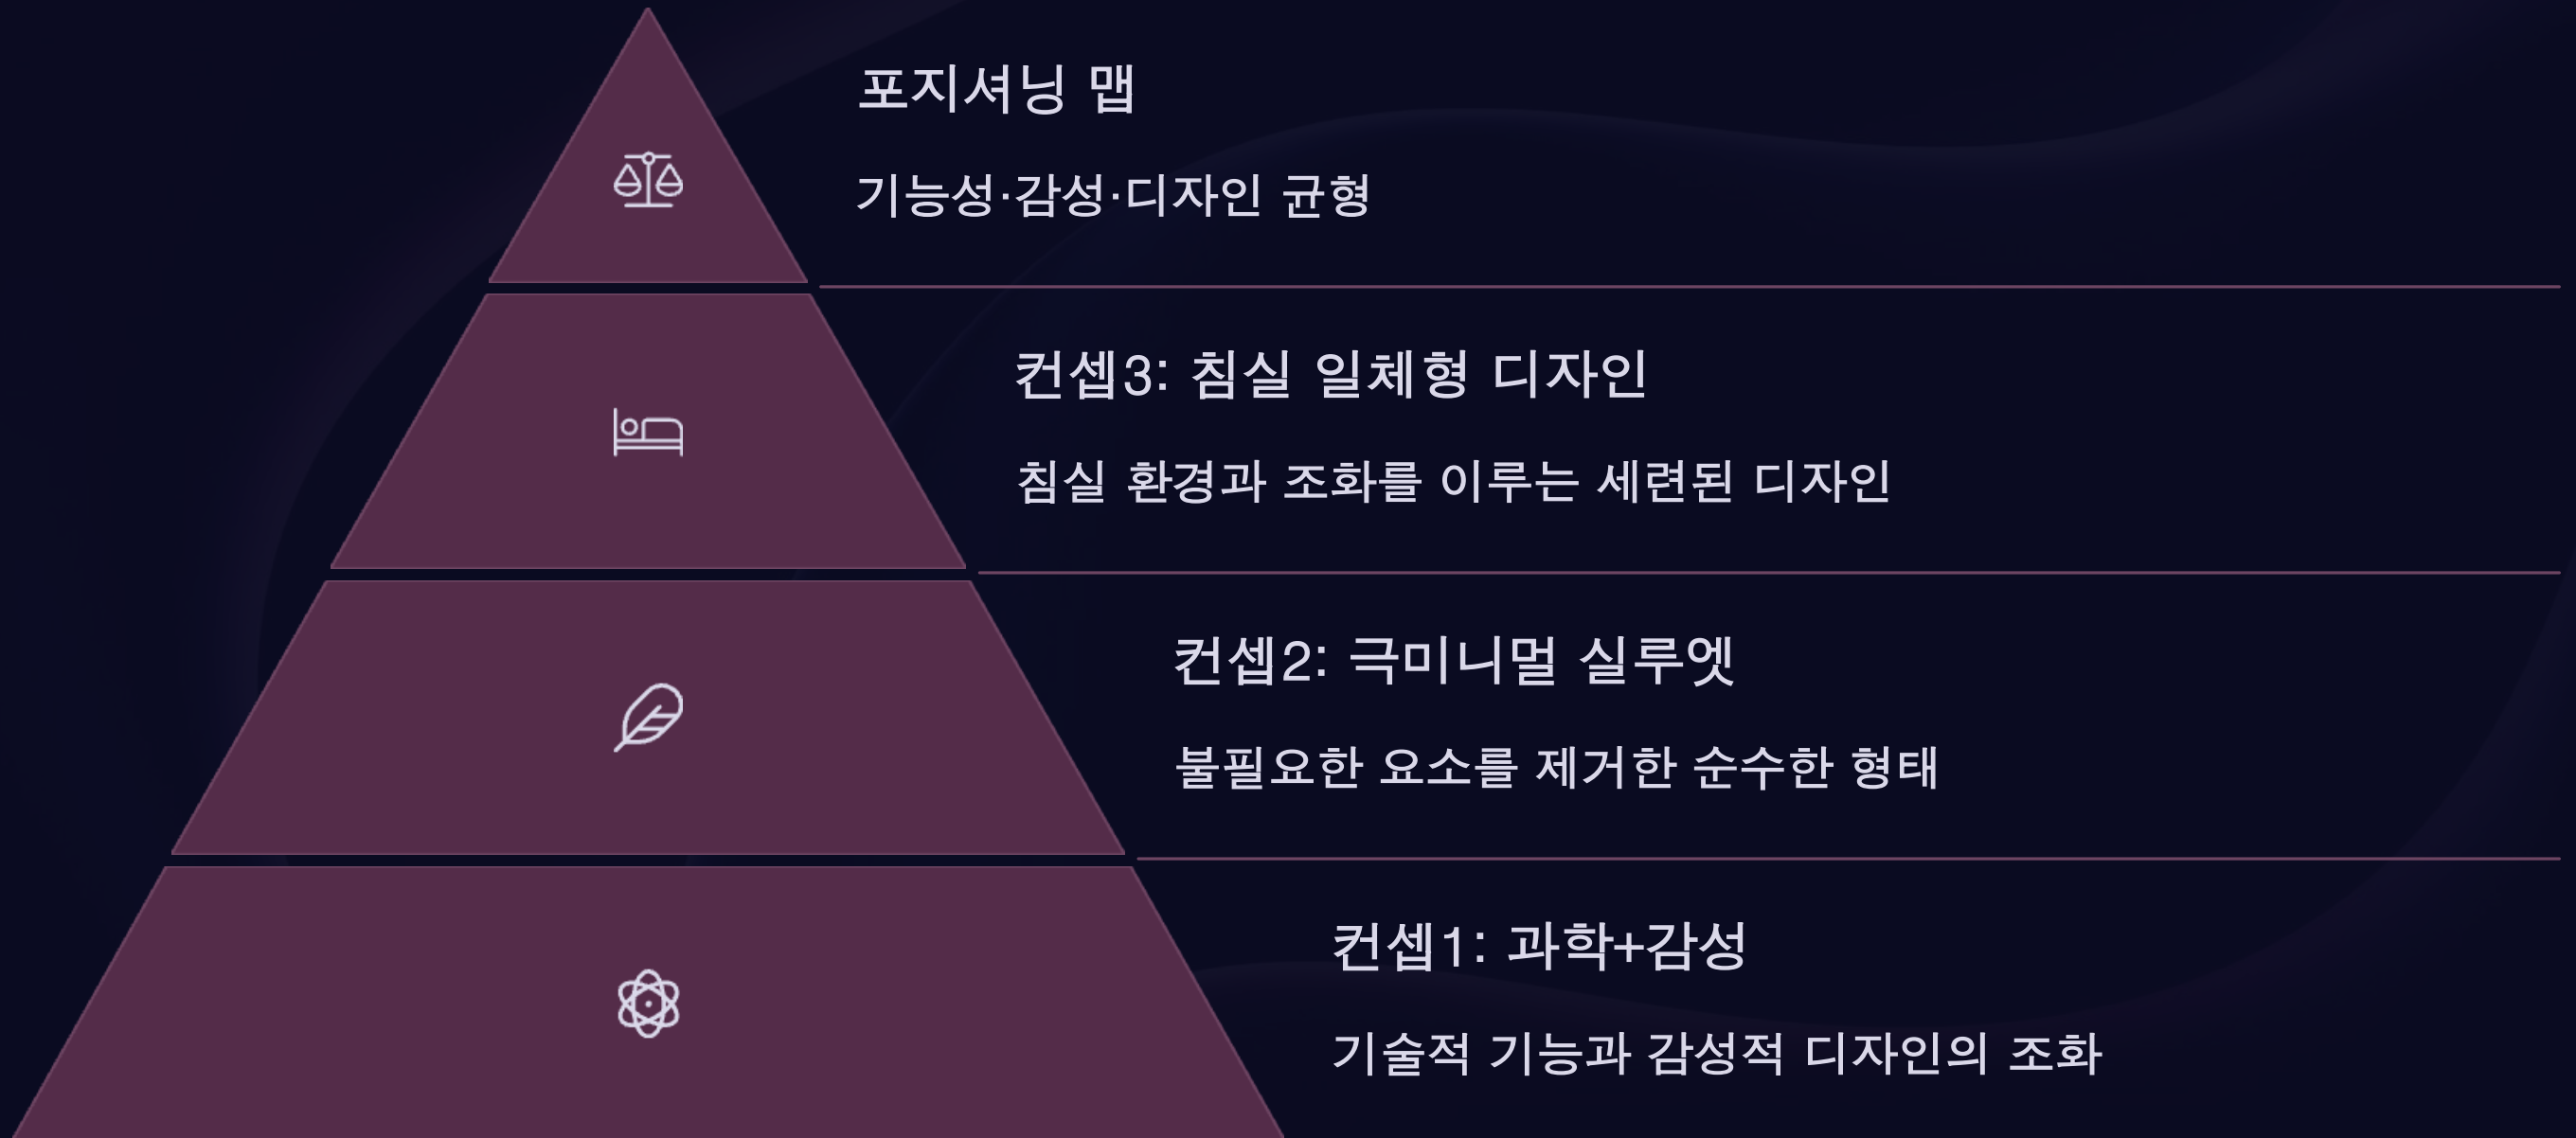 포지셔닝 맵
기능성·감성·디자인 균형
컨셉3: 침실 일체형 디자인
침실 환경과 조화를 이루는 세련된 디자인
컨셉2: 극미니멀 실루엣
불필요한 요소를 제거한 순수한 형태
컨셉1: 과학+감성
기술적 기능과 감성적 디자인의 조화